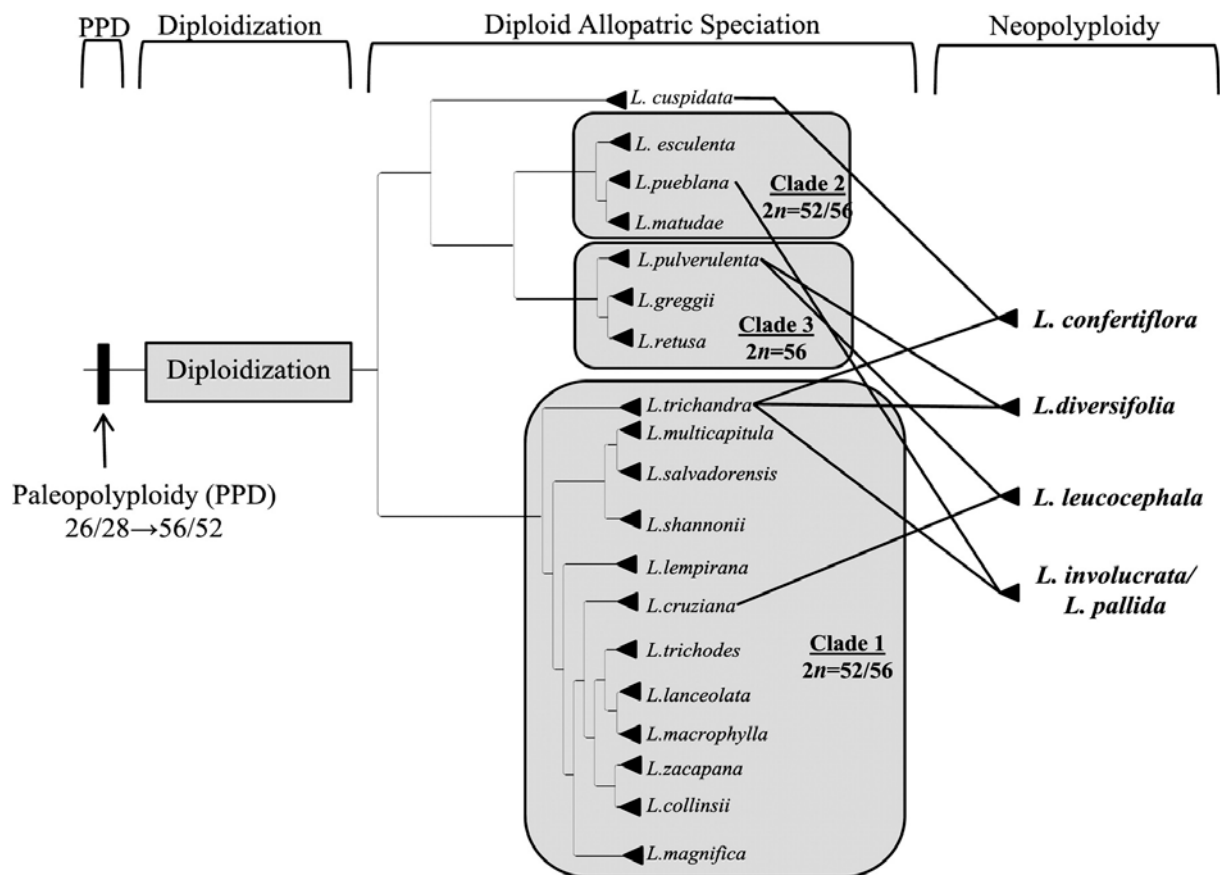 PPD
Diploidization
Diploid Allopatric Speciation
Neopolyploidy
L. cuspidata
L. esculenta
L.pueblana
L.matudae
Clade 2
2n=52/56
L.pulverulenta
L.greggii
L.retusa
Clade 3
2n=56
Diploidization
Paleopolyploidy (PPD)
26/28→56/52
L.trichandra
L.multicapitula
L.salvadorensis
L.shannonii
L.lempirana
L.cruziana
L.trichodes
L.lanceolata
L.macrophylla
L.zacapana
L.collinsii
L.magnifica
Clade 1
2n=52/56
L. confertiflora
L.diversifolia
L. leucocephala
L. involucrata/
L. pallida